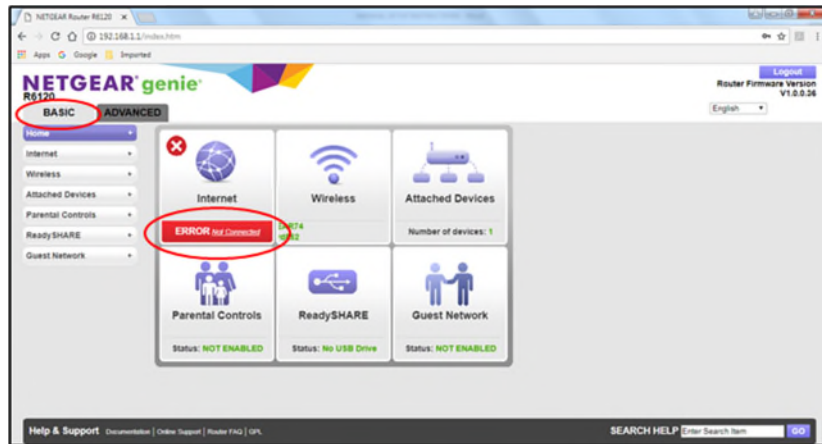 NETGEAR Router R6120
192.168.1.1/index.htm
Apps Google Imported
NETGEAR genie
R6120
Logout
Router Firmware Version
V1.0.0.36
BASIC ADVANCED
English
Home
Internet
Wireless
Attached Devices
Parental Controls
ReadySHARE
Guest Network
Internet Wireless Attached Devices
ERROR Not Connected
Number of devices: 1
Parental Controls ReadySHARE Guest Network
Status: NOT ENABLED Status: No USB Drive Status: NOT ENABLED
Help & Support Documentation | Online Support | Router FAQ | GPL
SEARCH HELP Enter Search Item GO